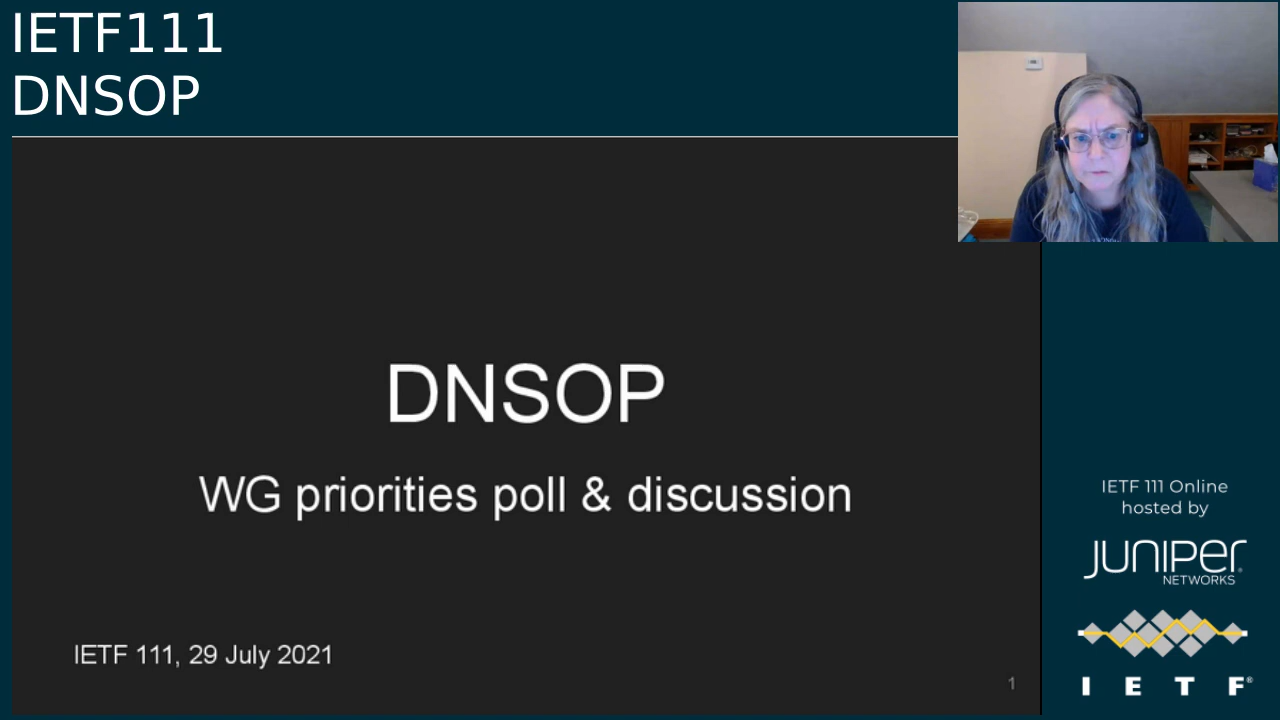 IETF111
DNSOP
DNSOP
WG priorities poll & discussion
IETF 111, 29 July 2021
1
IETF 111 Online
hosted by
JUNIPER
NETWORKS
I E T F®